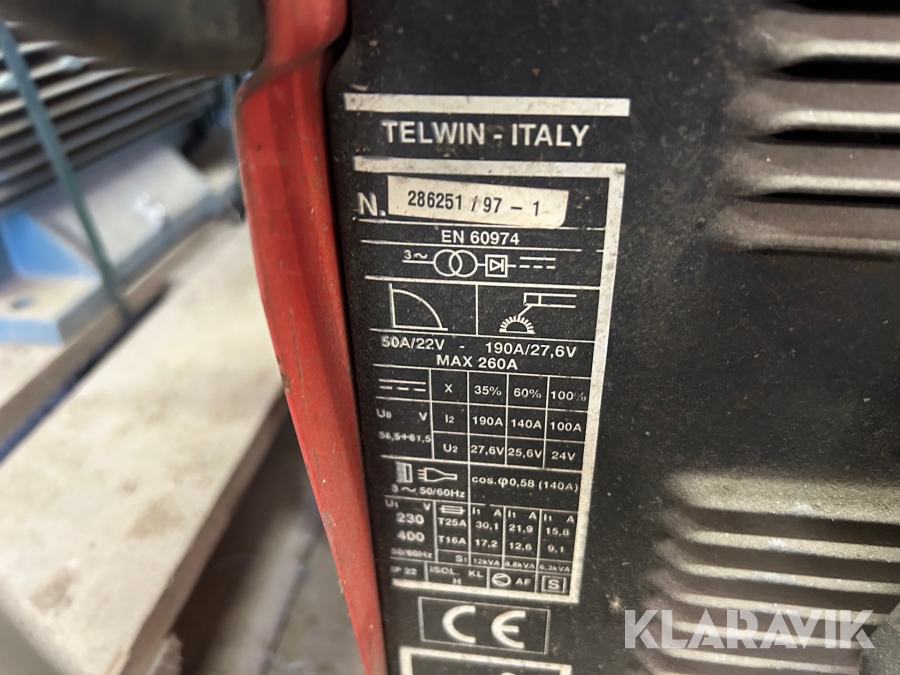 TELWIN - ITALY
N. 286251 / 97 - 1
EN 60974
3~
50A/22V - 190A/27,6V
MAX 260A
X 35% 60% 100%
U0 V I2 190A 140A 100A
56,5÷61,5 U2 27,6V 25,6V 24V
cos.φ0,58 (140A)
3~ 50/60Hz
U1 V I1 A I1 A I1 A
230 T25A 30,1 21,9 15,8
400 T16A 17,2 12,6 9,1
50/60Hz S1 12kVA 8,8kVA 6,3kVA
IP 22 ISOL. KL H AF S
CE
KLARAVIK